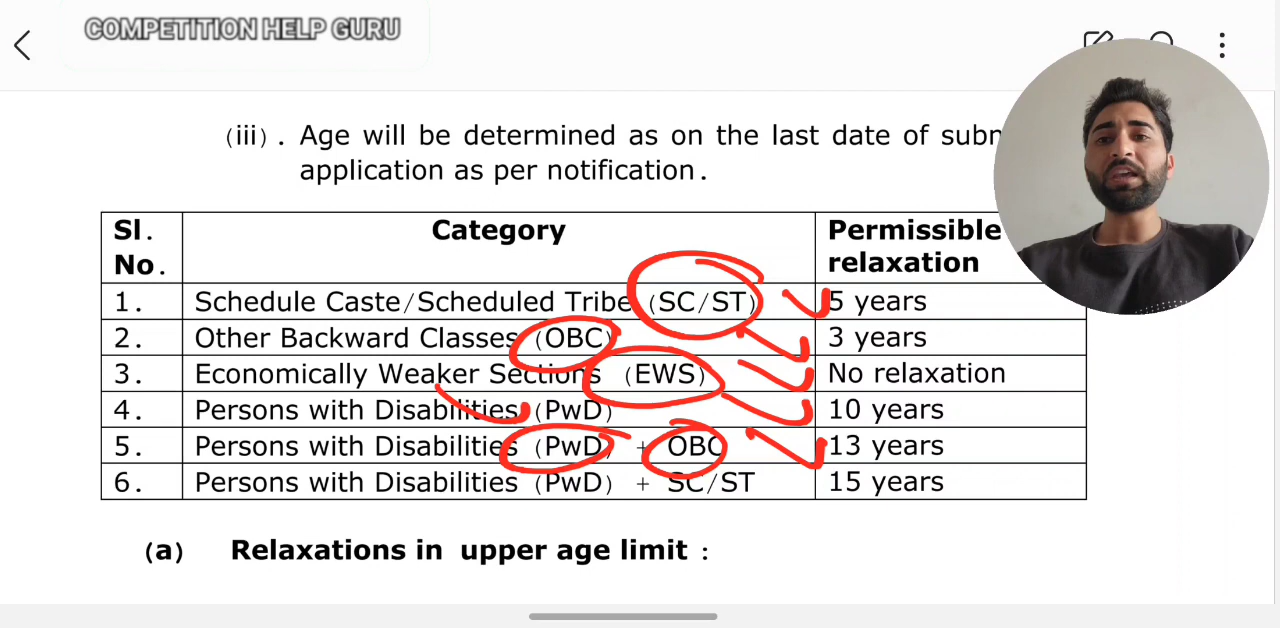 COMPETITION HELP GURU
(iii). Age will be determined as on the last date of
application as per notification.
Sl. No. Category Permissible relaxation
1. Schedule Caste/Scheduled Tribe (SC/ST) 5 years
2. Other Backward Classes (OBC) 3 years
3. Economically Weaker Sections (EWS) No relaxation
4. Persons with Disabilities (PwD) 10 years
5. Persons with Disabilities (PwD) + OBC 13 years
6. Persons with Disabilities (PwD) + SC/ST 15 years
(a) Relaxations in upper age limit :